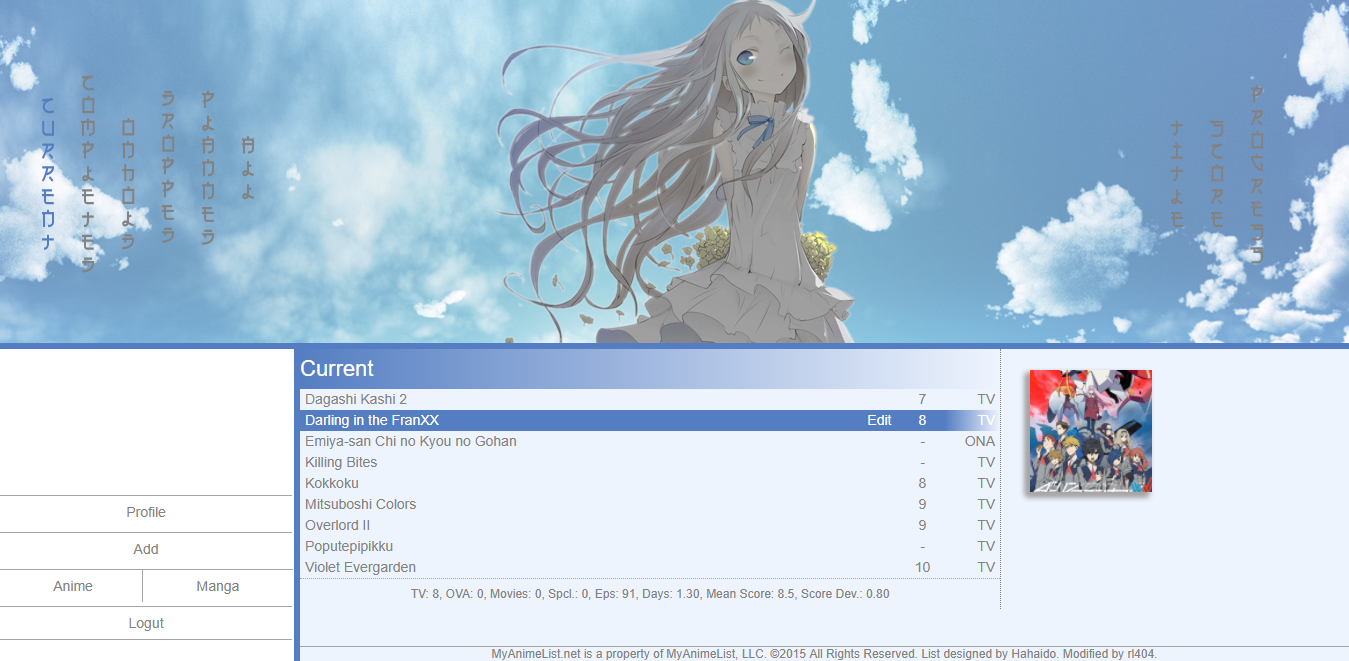 CURRENT
COMPLETED
ONHOLD
DROPPED
PLANNED
ALL
TITLE
SCORE
PROGRESS
Current
Dagashi Kashi 2 7 TV
Darling in the FranXX Edit 8 TV
Emiya-san Chi no Kyou no Gohan - ONA
Killing Bites - TV
Kokkoku 8 TV
Mitsuboshi Colors 9 TV
Overlord II 9 TV
Poputepipikku - TV
Violet Evergarden 10 TV
TV: 8, OVA: 0, Movies: 0, Spcl.: 0, Eps: 91, Days: 1.30, Mean Score: 8.5, Score Dev.: 0.80
Profile
Add
Anime Manga
Logut
MyAnimeList.net is a property of MyAnimeList, LLC. ©2015 All Rights Reserved. List designed by Hahaido. Modified by rl404.